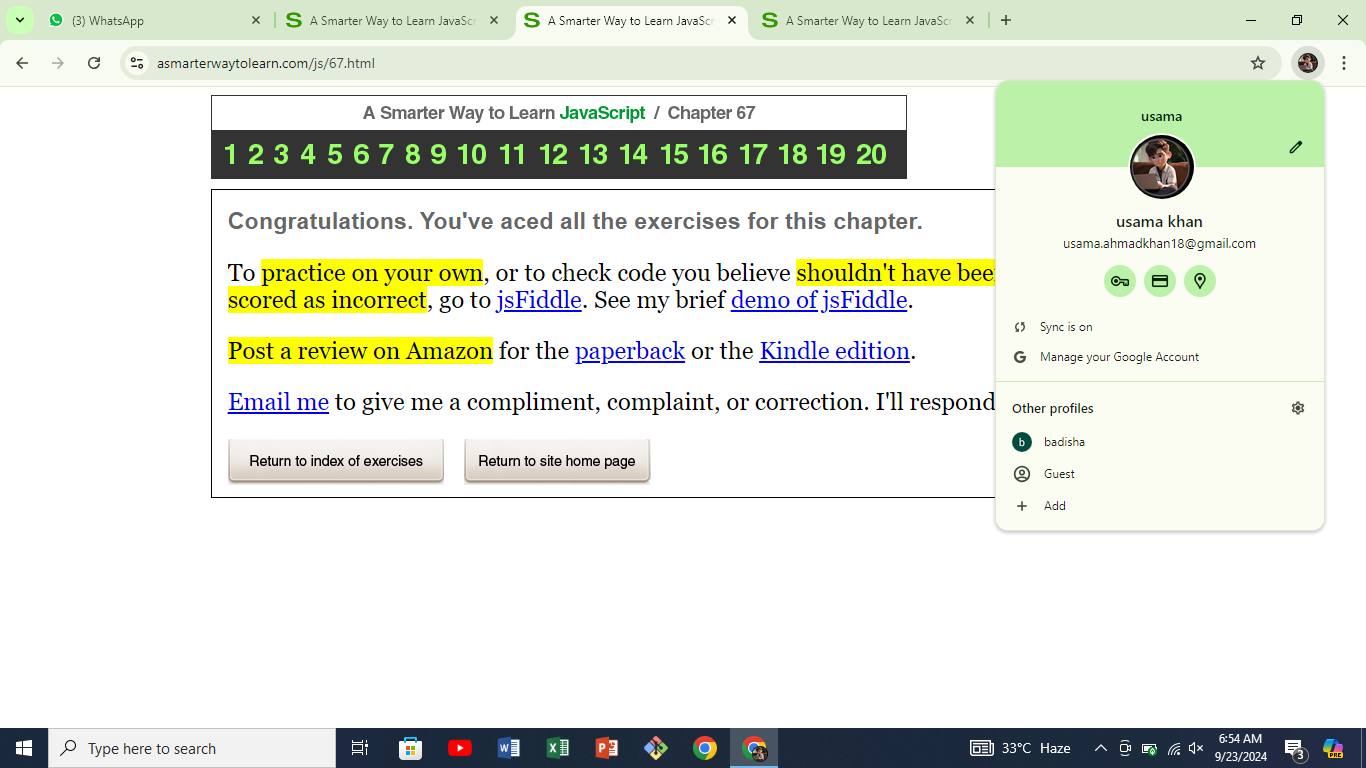 (3) WhatsApp
A Smarter Way to Learn JavaScr
A Smarter Way to Learn JavaScr
A Smarter Way to Learn JavaSc
asmarterwaytolearn.com/js/67.html
A Smarter Way to Learn JavaScript / Chapter 67
1 2 3 4 5 6 7 8 9 10 11 12 13 14 15 16 17 18 19 20
Congratulations. You've aced all the exercises for this chapter.
To practice on your own, or to check code you believe shouldn't have bee
scored as incorrect, go to jsFiddle. See my brief demo of jsFiddle.
Post a review on Amazon for the paperback or the Kindle edition.
Email me to give me a compliment, complaint, or correction. I'll respond
Return to index of exercises
Return to site home page
usama
usama khan
usama.ahmadkhan18@gmail.com
Sync is on
Manage your Google Account
Other profiles
b badisha
Guest
Add
Type here to search
33°C Haze
6:54 AM
9/23/2024
3
PRE